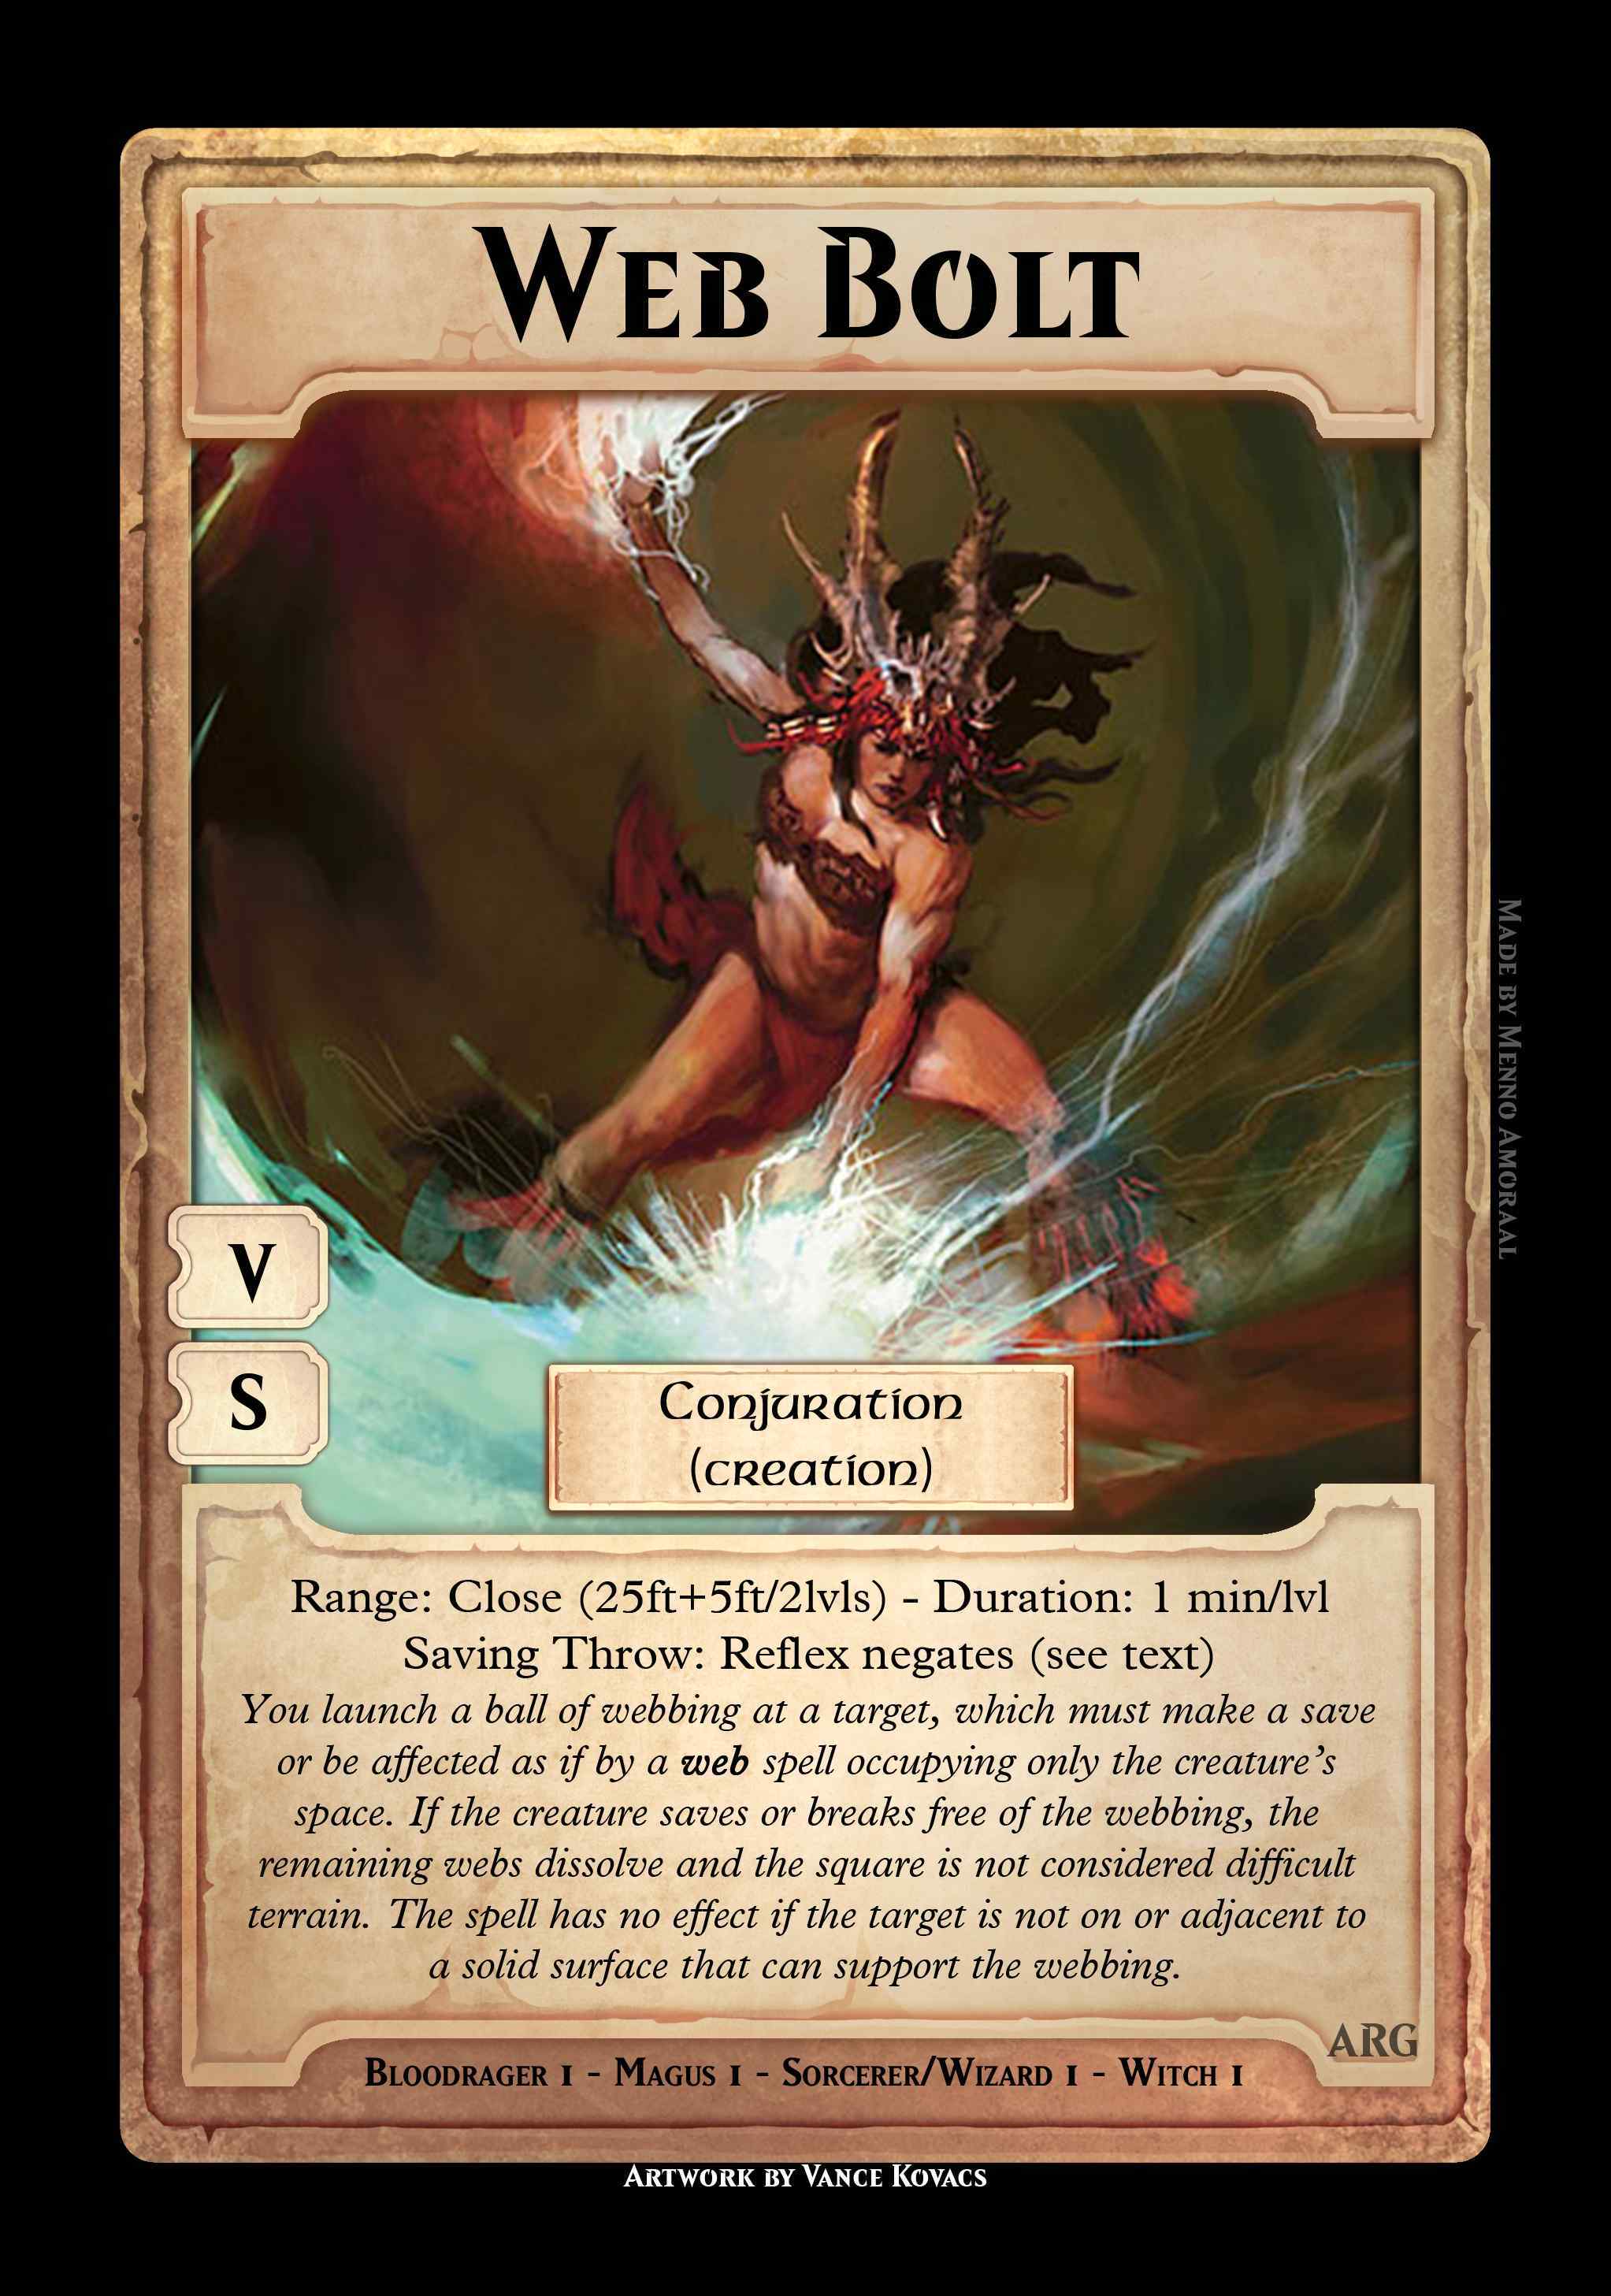 Web Bolt
Made by Menno Amoraal
V
S
Conjuration
(creation)
Range: Close (25ft+5ft/2lvls) - Duration: 1 min/lvl
Saving Throw: Reflex negates (see text)
You launch a ball of webbing at a target, which must make a save
or be affected as if by a web spell occupying only the creature’s
space. If the creature saves or breaks free of the webbing, the
remaining webs dissolve and the square is not considered difficult
terrain. The spell has no effect if the target is not on or adjacent to
a solid surface that can support the webbing.
ARG
Bloodrager 1 - Magus 1 - Sorcerer/Wizard 1 - Witch 1
Artwork by Vance Kovacs